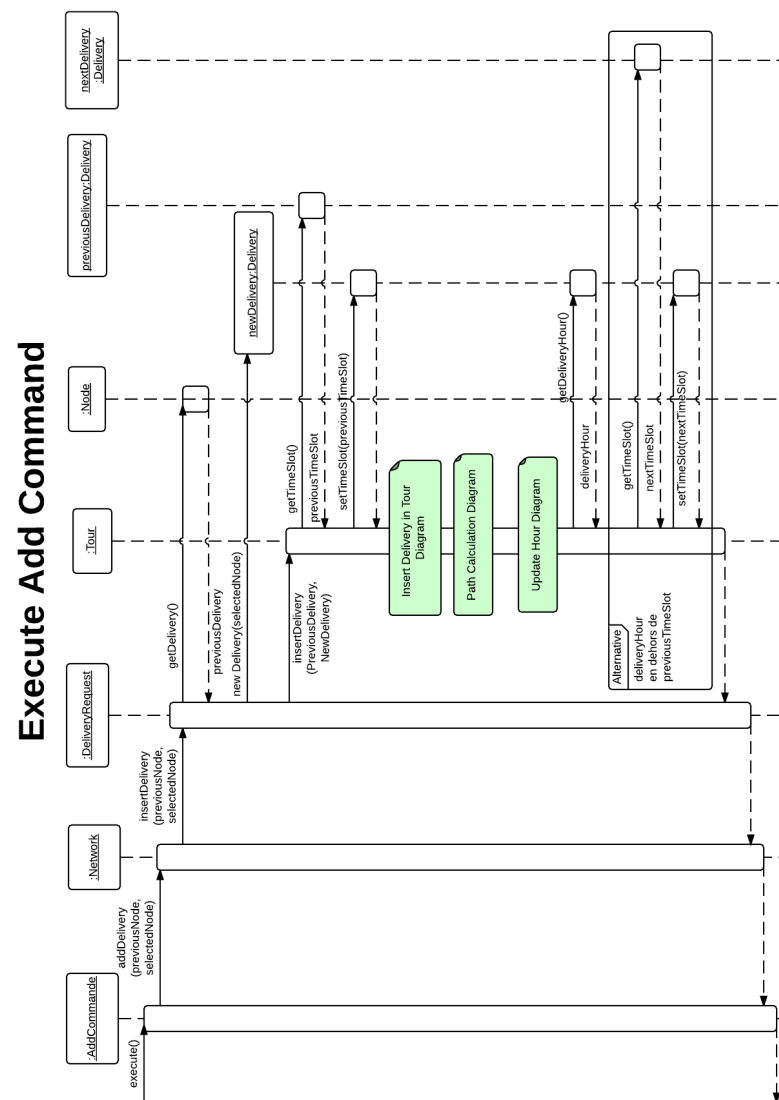 Execute Add Command
:AddCommande
:Network
:DeliveryRequest
:Tour
:Node
previousDelivery:Delivery
nextDelivery
:Delivery
execute()
addDelivery
(previousNode,
selectedNode)
insertDelivery
(previousNode,
selectedNode)
getDelivery()
previousDelivery
new Delivery(selectedNode)
newDelivery:Delivery
insertDelivery
(PreviousDelivery,
NewDelivery)
getTimeSlot()
previousTimeSlot
setTimeSlot(previousTimeSlot)
Insert Delivery in Tour
Diagram
Path Calculation Diagram
Update Hour Diagram
getDeliveryHour()
deliveryHour
Alternative
deliveryHour
en dehors de
previousTimeSlot
getTimeSlot()
nextTimeSlot
setTimeSlot(nextTimeSlot)